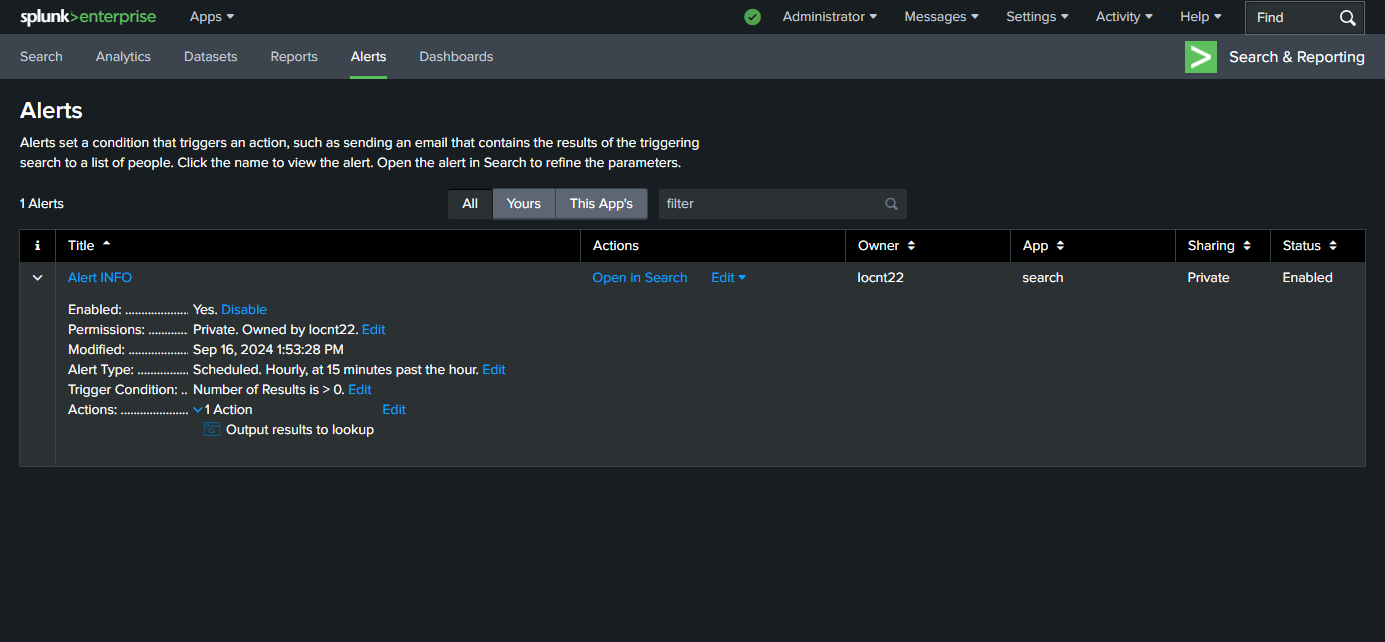 splunk>enterprise Apps Administrator Messages Settings Activity Help Find
Search Analytics Datasets Reports Alerts Dashboards Search & Reporting
Alerts
Alerts set a condition that triggers an action, such as sending an email that contains the results of the triggering
search to a list of people. Click the name to view the alert. Open the alert in Search to refine the parameters.
1 Alerts All Yours This App's filter
i Title Actions Owner App Sharing Status
Alert INFO Open in Search Edit locnt22 search Private Enabled
Enabled: ................... Yes. Disable
Permissions: ............ Private. Owned by locnt22. Edit
Modified: .................. Sep 16, 2024 1:53:28 PM
Alert Type: ............... Scheduled. Hourly, at 15 minutes past the hour. Edit
Trigger Condition: .. Number of Results is > 0. Edit
Actions: .................... 1 Action Edit
Output results to lookup